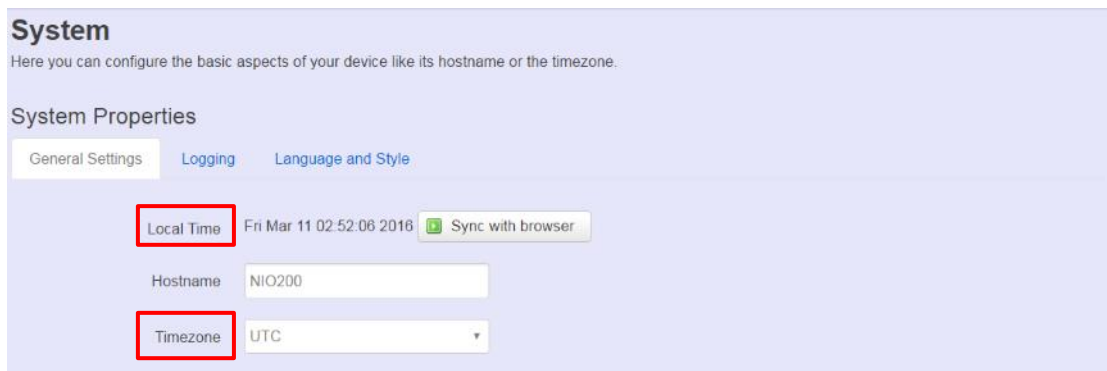 System
Here you can configure the basic aspects of your device like its hostname or the timezone.
System Properties
General Settings Logging Language and Style
Local Time Fri Mar 11 02:52:06 2016 Sync with browser
Hostname NIO200
Timezone UTC